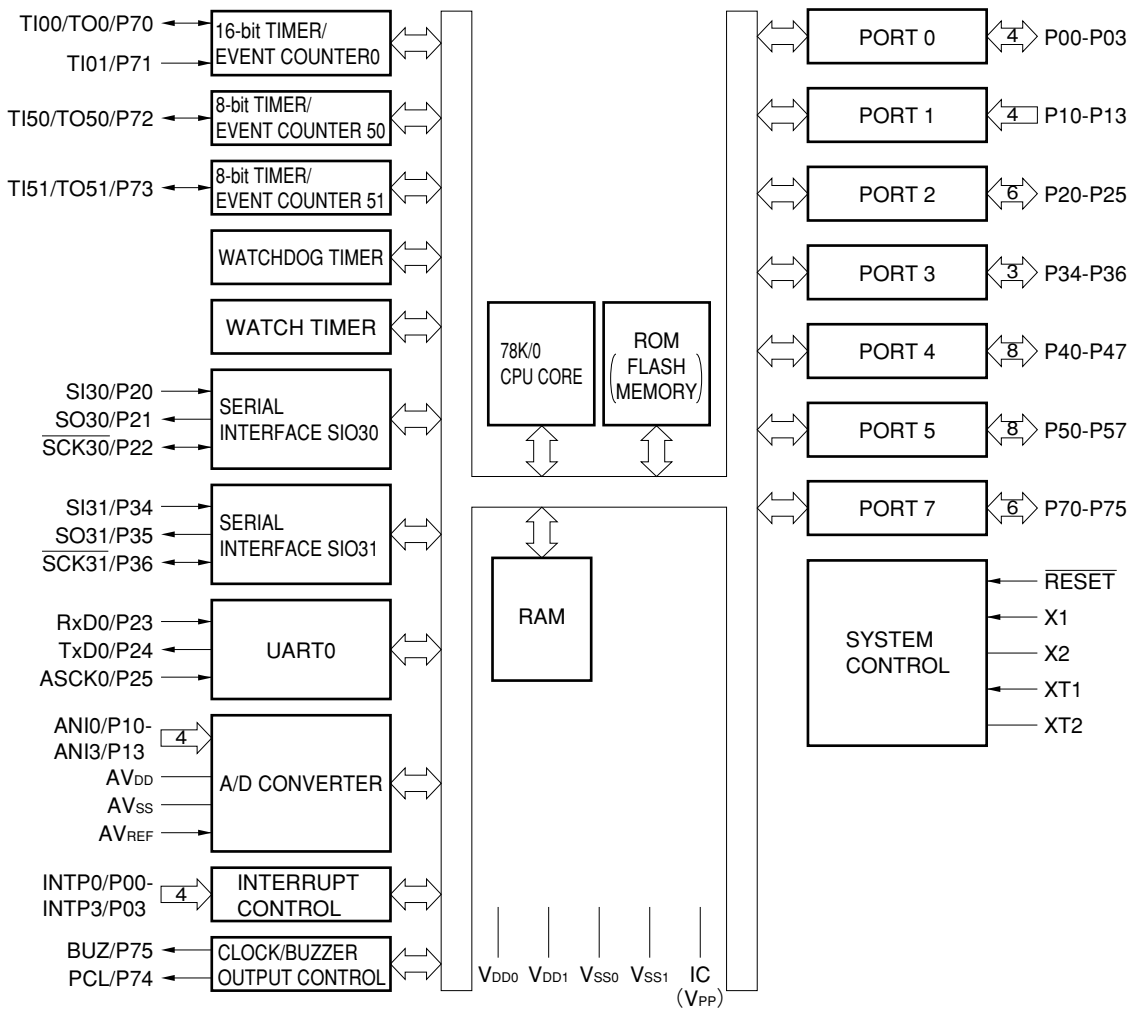 TI00/TO0/P70
TI01/P71
16-bit TIMER/
EVENT COUNTER0
TI50/TO50/P72
8-bit TIMER/
EVENT COUNTER 50
TI51/TO51/P73
8-bit TIMER/
EVENT COUNTER 51
WATCHDOG TIMER
WATCH TIMER
SI30/P20
SO30/P21
SCK30/P22
SERIAL
INTERFACE SIO30
SI31/P34
SO31/P35
SCK31/P36
SERIAL
INTERFACE SIO31
RxD0/P23
TxD0/P24
ASCK0/P25
UART0
ANI0/P10-
ANI3/P13
4
AVDD
AVSS
AVREF
A/D CONVERTER
INTP0/P00-
INTP3/P03
4
INTERRUPT
CONTROL
BUZ/P75
PCL/P74
CLOCK/BUZZER
OUTPUT CONTROL
78K/0
CPU CORE
ROM
(FLASH
MEMORY)
RAM
VDD0 VDD1 VSS0 VSS1 IC
(VPP)
PORT 0 4 P00-P03
PORT 1 4 P10-P13
PORT 2 6 P20-P25
PORT 3 3 P34-P36
PORT 4 8 P40-P47
PORT 5 8 P50-P57
PORT 7 6 P70-P75
SYSTEM
CONTROL
RESET
X1
X2
XT1
XT2